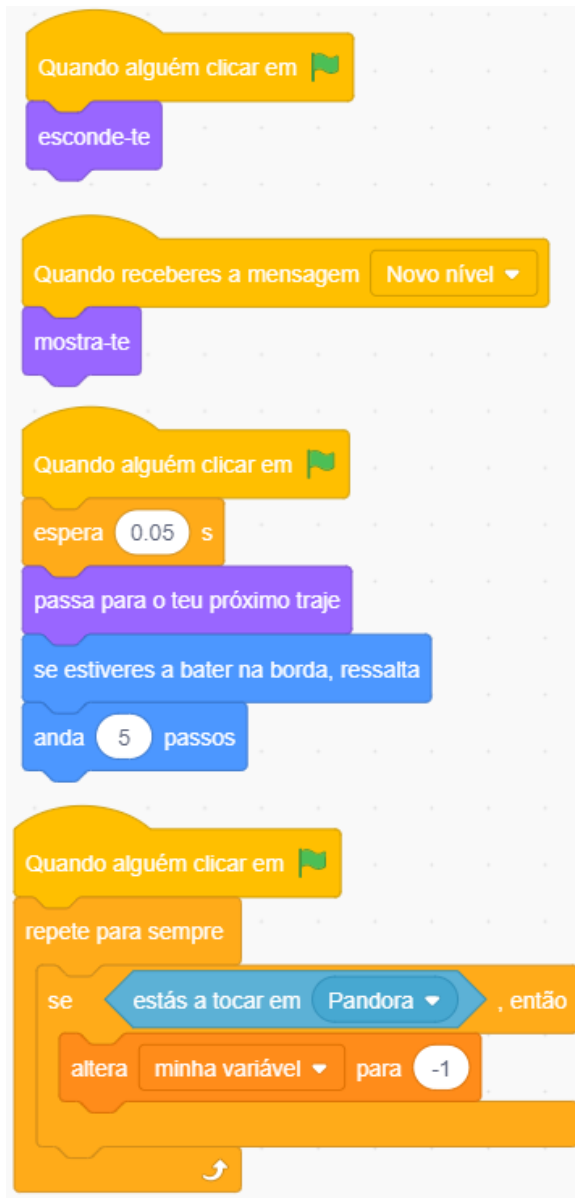 Quando alguém clicar em
esconde-te
Quando receberes a mensagem Novo nível
mostra-te
Quando alguém clicar em
espera 0.05 s
passa para o teu próximo traje
se estiveres a bater na borda, ressalta
anda 5 passos
Quando alguém clicar em
repete para sempre
se estás a tocar em Pandora , então
altera minha variável para -1